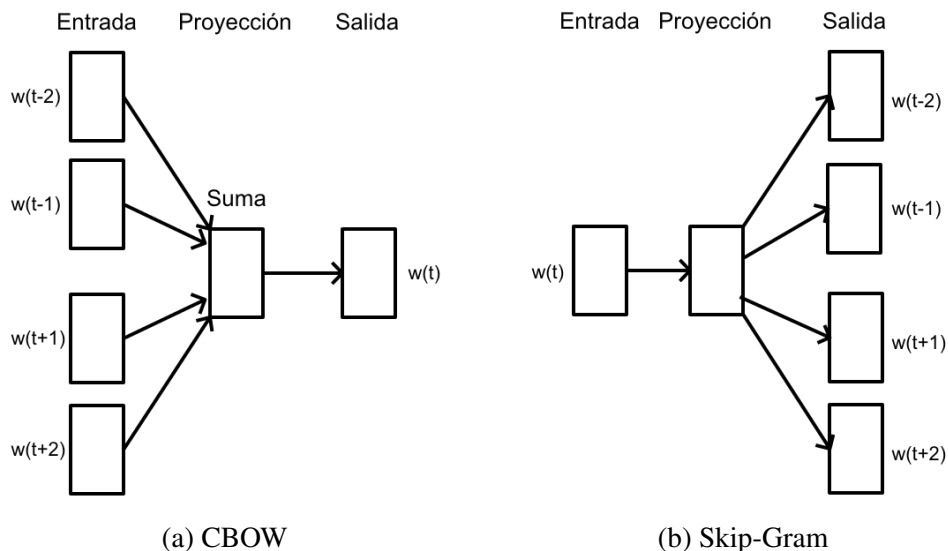 Entrada Proyección Salida
w(t-2)
w(t-1)
Suma
w(t)
w(t+1)
w(t+2)
(a) CBOW
Entrada Proyección Salida
w(t-2)
w(t-1)
w(t)
w(t+1)
w(t+2)
(b) Skip-Gram